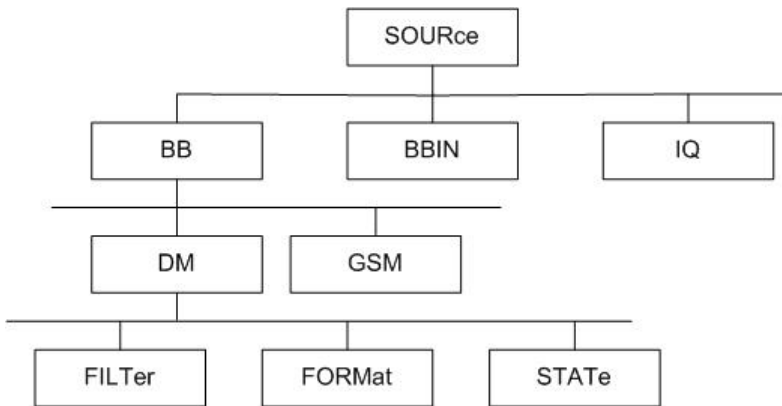 SOURce
BB
BBIN
IQ
DM
GSM
FILTer
FORMat
STATe